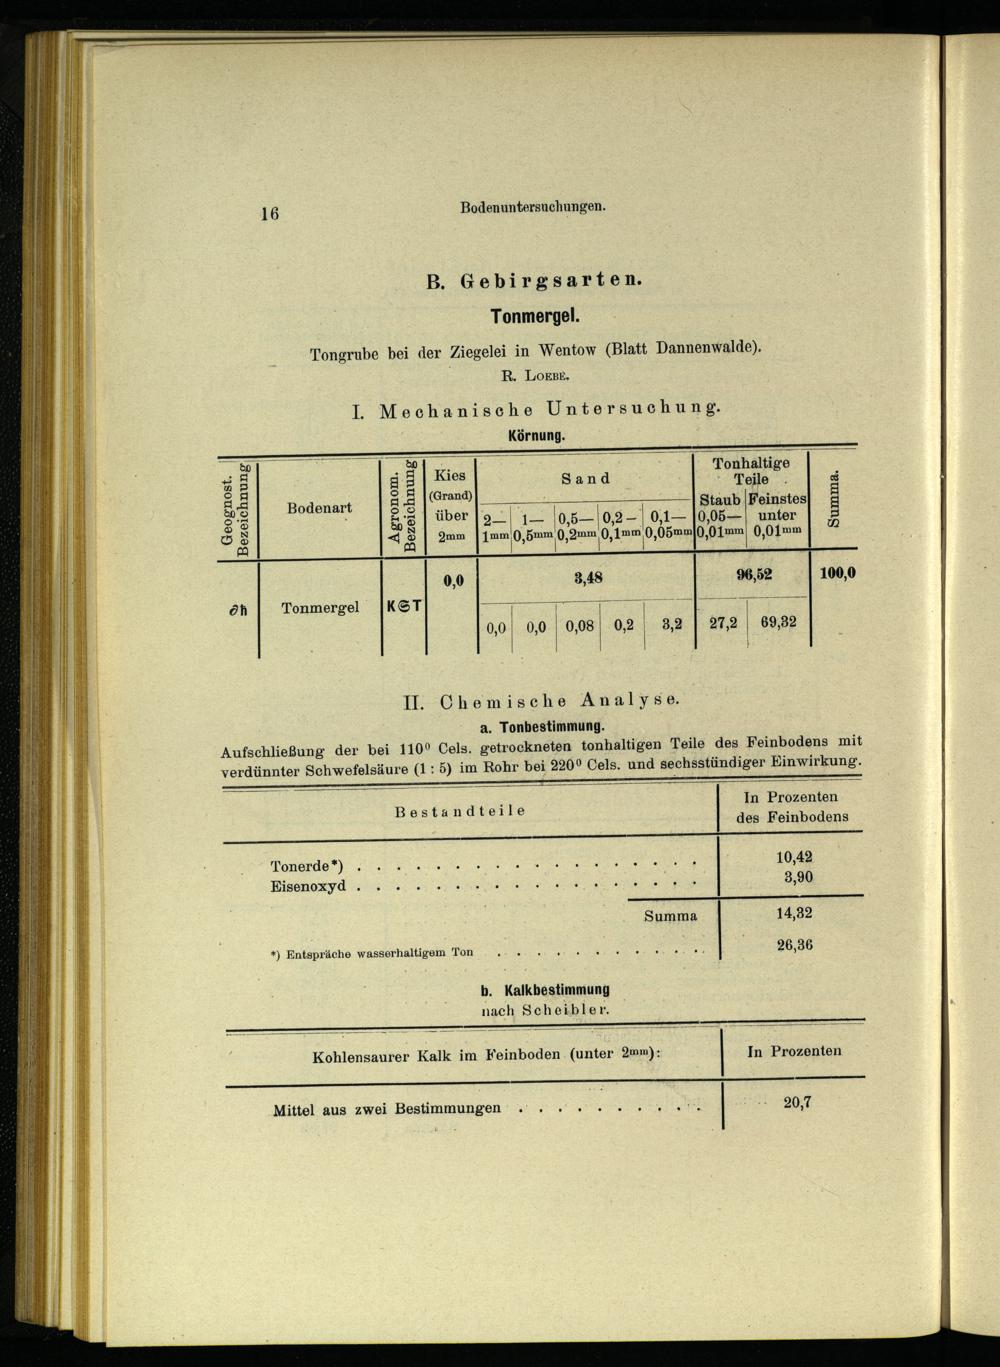 16 Bodenuntersuchungen.
B. Gebirgsarten.
Tonmergel.
Tongrube bei der Ziegelei in Wentow (Blatt Dannenwalde).
R. LOEBE.
I. Mechanische Untersuchung.
Körnung.
Geognost. Bezeichnung
Bodenart
Agronom. Bezeichnung
Kies (Grand) über 2mm
Sand
2— 1mm
1— 0,5mm
0,5— 0,2mm
0,2— 0,1mm
0,1— 0,05mm
Tonhaltige Teile
Staub 0,05— 0,01mm
Feinstes unter 0,01mm
Summa.
0,0 3,48 96,52 100,0
Tonmergel
0,0 0,0 0,08 0,2 3,2 27,2 69,32
II. Chemische Analyse.
a. Tonbestimmung.
Aufschließung der bei 110⁰ Cels. getrockneten tonhaltigen Teile des Feinbodens mit
verdünnter Schwefelsäure (1 : 5) im Rohr bei 220⁰ Cels. und sechsstündiger Einwirkung.
Bestandteile
In Prozenten
des Feinbodens
Tonerde*) . . . . . . . . . . . . . . . . . . 10,42
Eisenoxyd . . . . . . . . . . . . . . . . . . 3,90
Summa 14,32
*) Entspräche wasserhaltigem Ton . . . . . . . . . . . 26,36
b. Kalkbestimmung
nach Scheibler.
Kohlensaurer Kalk im Feinboden (unter 2mm): In Prozenten
Mittel aus zwei Bestimmungen . . . . . . . . . . 20,7